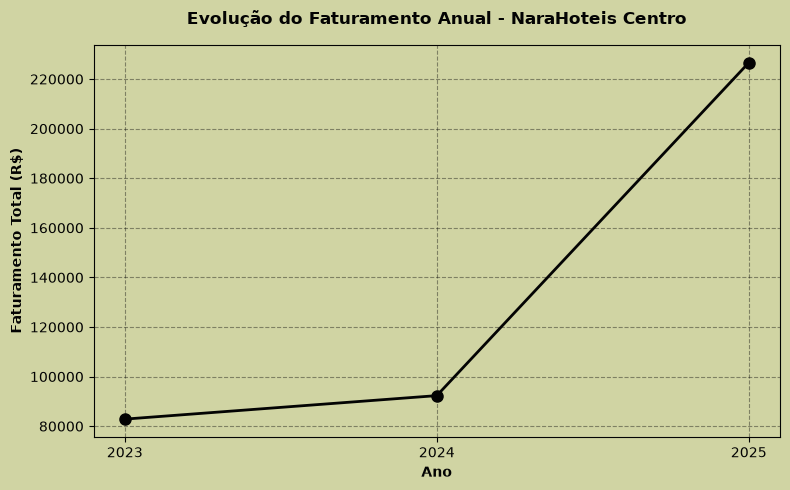 Evolução do Faturamento Anual - NaraHoteis Centro
Faturamento Total (R$)
220000
200000
180000
160000
140000
120000
100000
80000
2023 2024 2025
Ano